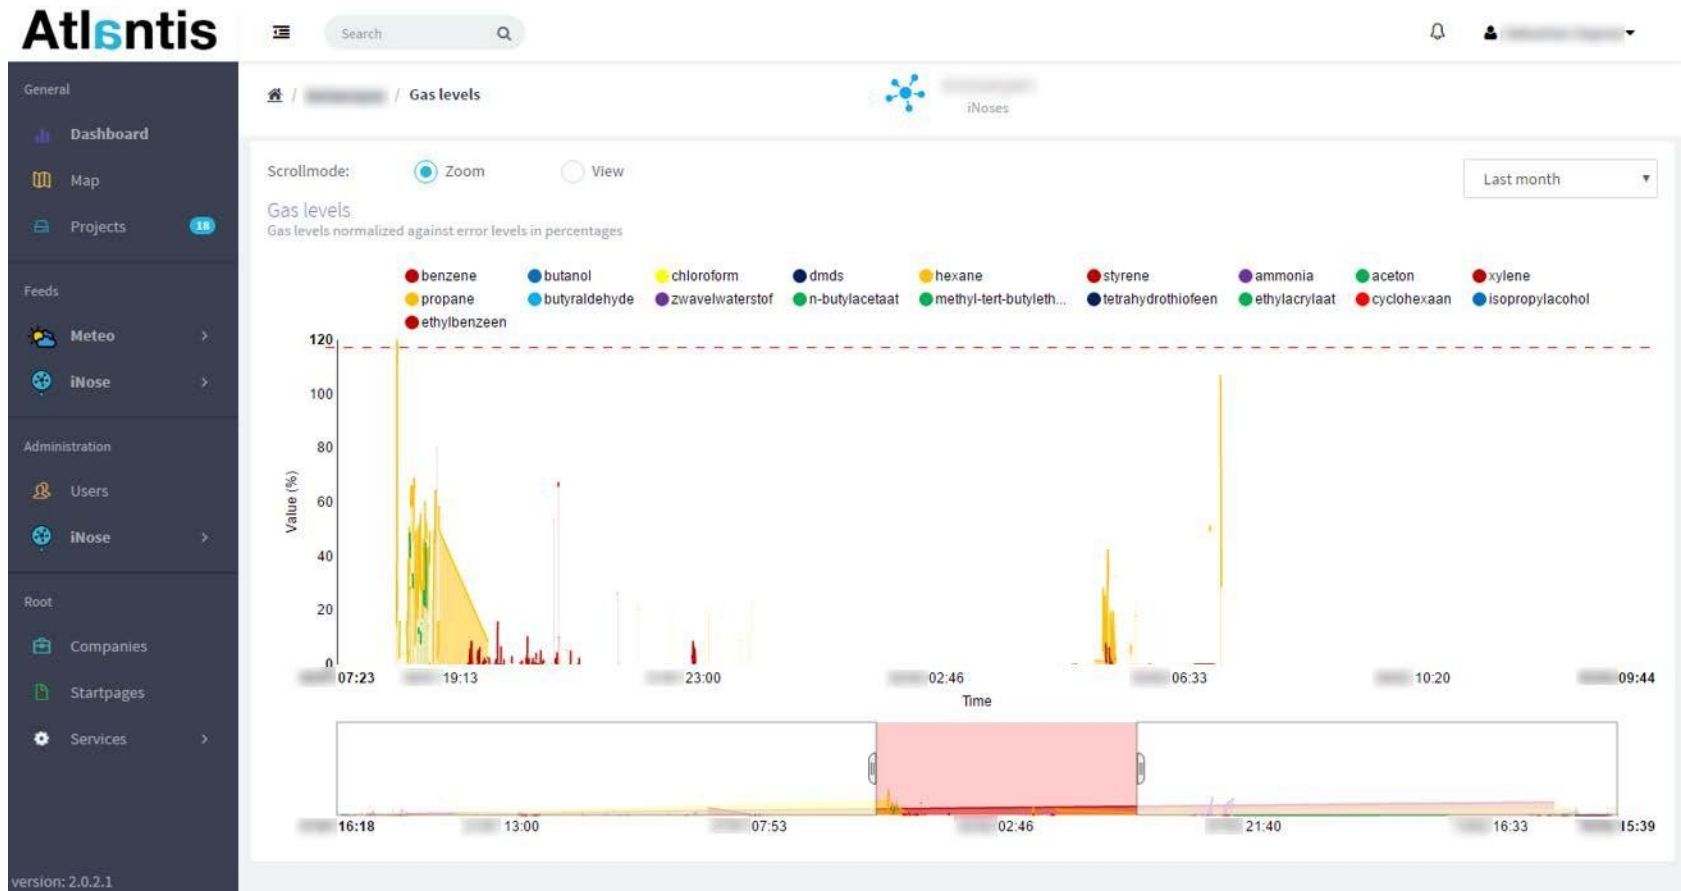 Atlantis
Search
General
Dashboard
Map
Projects 18
Feeds
Meteo
iNose
Administration
Users
iNose
Root
Companies
Startpages
Services
version: 2.0.2.1
/ / Gas levels
iNoses
Scrollmode: Zoom View
Last month
Gas levels
Gas levels normalized against error levels in percentages
benzene butanol chloroform dmds hexane styrene ammonia aceton xylene
propane butyraldehyde zwavelwaterstof n-butylacetaat methyl-tert-butyleth... tetrahydrothiofeen ethylacrylaat cyclohexaan isopropylacohol
ethylbenzeen
120
100
80
60
40
20
0
Value (%)
07:23 19:13 23:00 02:46 06:33 10:20 09:44
Time
16:18 13:00 07:53 02:46 21:40 16:33 15:39